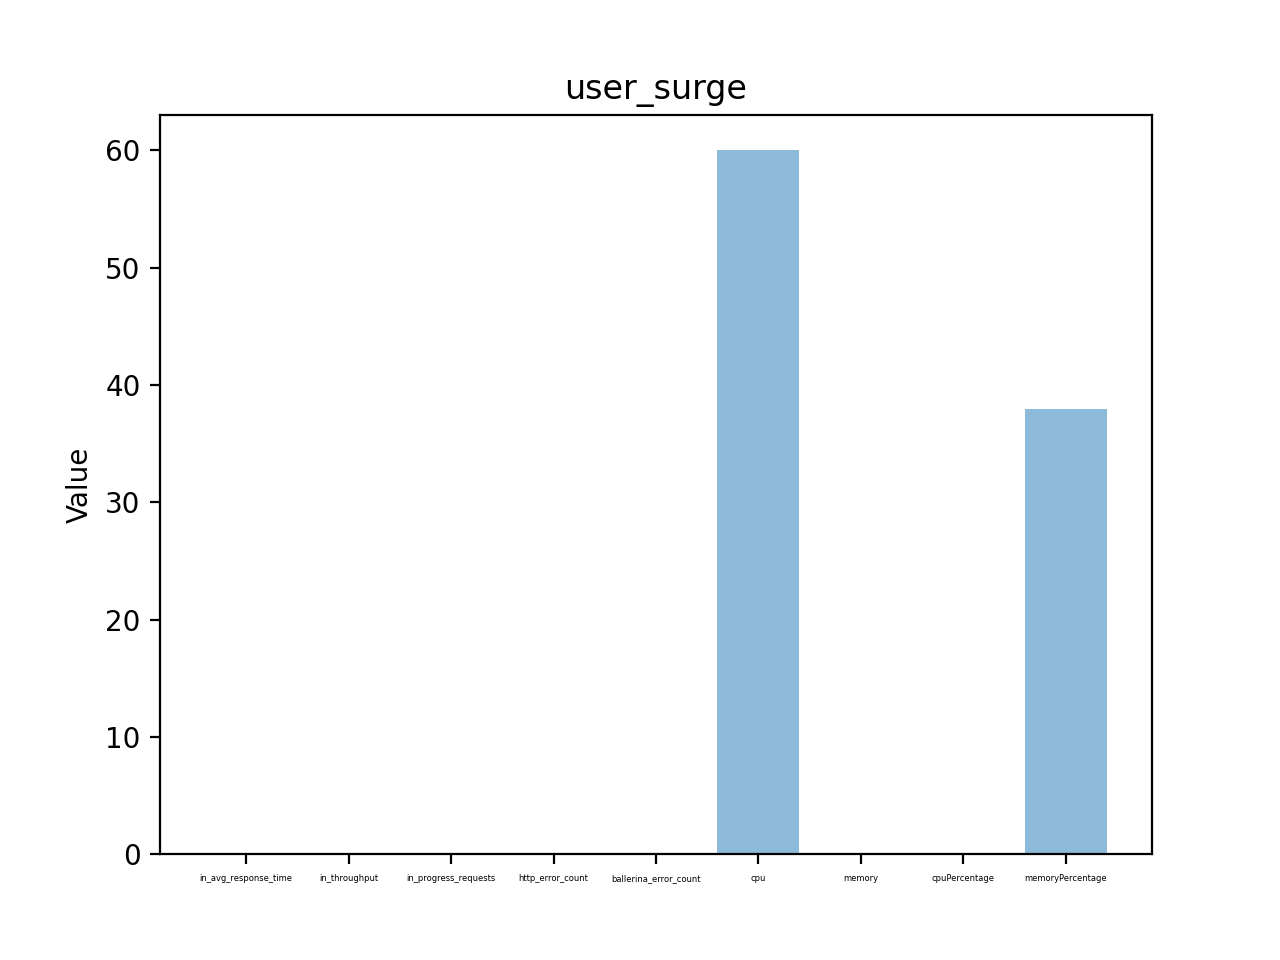 user_surge
Value
60
50
40
30
20
10
0
in_avg_response_time in_throughput in_progress_requests http_error_count ballerina_error_count cpu memory cpuPercentage memoryPercentage